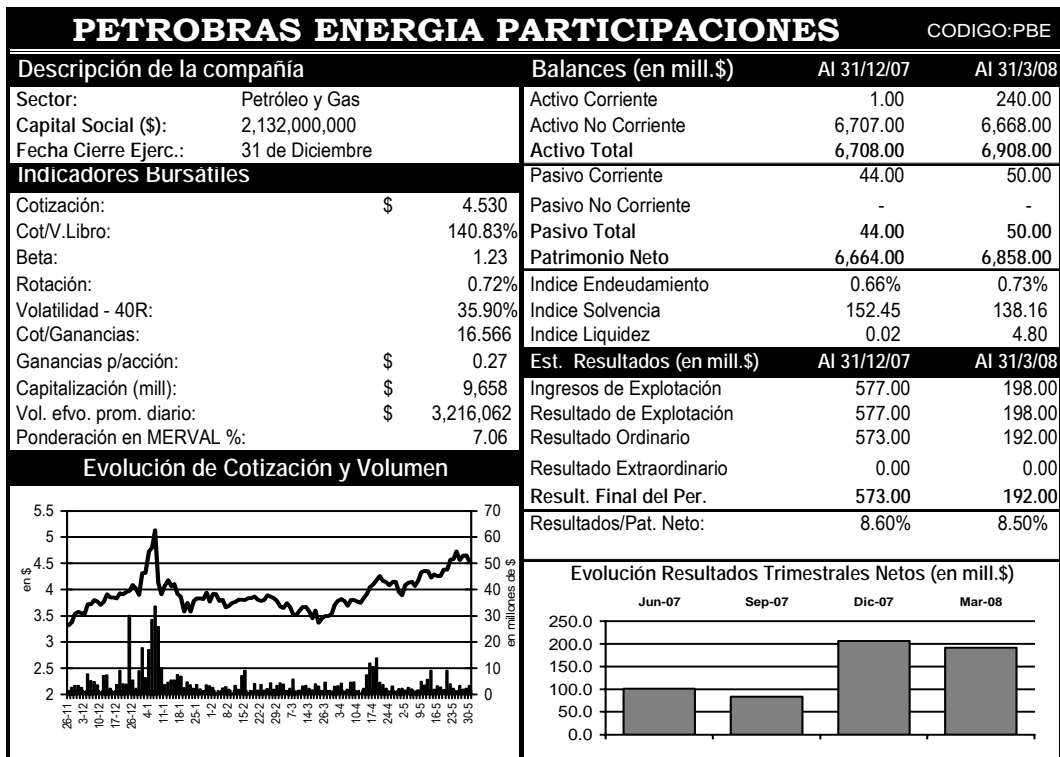 PETROBRAS ENERGIA PARTICIPACIONES CODIGO:PBE
Descripción de la compañía
Sector: Petróleo y Gas
Capital Social ($): 2,132,000,000
Fecha Cierre Ejerc.: 31 de Diciembre
Indicadores Bursátiles
Cotización: $ 4.530
Cot/V.Libro: 140.83%
Beta: 1.23
Rotación: 0.72%
Volatilidad - 40R: 35.90%
Cot/Ganancias: 16.566
Ganancias p/acción: $ 0.27
Capitalización (mill): $ 9,658
Vol. efvo. prom. diario: $ 3,216,062
Ponderación en MERVAL %: 7.06
Evolución de Cotización y Volumen
en $
5.5
5
4.5
4
3.5
3
2.5
2
70
60
50
40
30
20
10
0
en millones de $
26-11 3-12 10-12 17-12 26-12 4-1 11-1 18-1 25-1 1-2 8-2 15-2 22-2 29-2 7-3 14-3 26-3 3-4 10-4 17-4 24-4 2-5 9-5 16-5 23-5 30-5
Balances (en mill.$) Al 31/12/07 Al 31/3/08
Activo Corriente 1.00 240.00
Activo No Corriente 6,707.00 6,668.00
Activo Total 6,708.00 6,908.00
Pasivo Corriente 44.00 50.00
Pasivo No Corriente - -
Pasivo Total 44.00 50.00
Patrimonio Neto 6,664.00 6,858.00
Indice Endeudamiento 0.66% 0.73%
Indice Solvencia 152.45 138.16
Indice Liquidez 0.02 4.80
Est. Resultados (en mill.$) Al 31/12/07 Al 31/3/08
Ingresos de Explotación 577.00 198.00
Resultado de Explotación 577.00 198.00
Resultado Ordinario 573.00 192.00
Resultado Extraordinario 0.00 0.00
Result. Final del Per. 573.00 192.00
Resultados/Pat. Neto: 8.60% 8.50%
Evolución Resultados Trimestrales Netos (en mill.$)
Jun-07 Sep-07 Dic-07 Mar-08
250.0
200.0
150.0
100.0
50.0
0.0